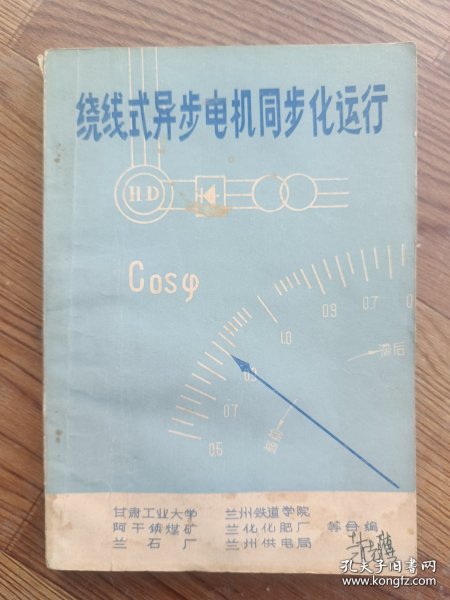 绕线式异步电机同步化运行
HD
Cosφ
0.5
0.7
0.9
1.0
0.9
0.7
超前
滞后
甘肃工业大学 兰州铁道学院
阿干镇煤矿 兰化化肥厂 等合编
兰石厂 兰州供电局
孔夫子旧书网
www.kongfz.com